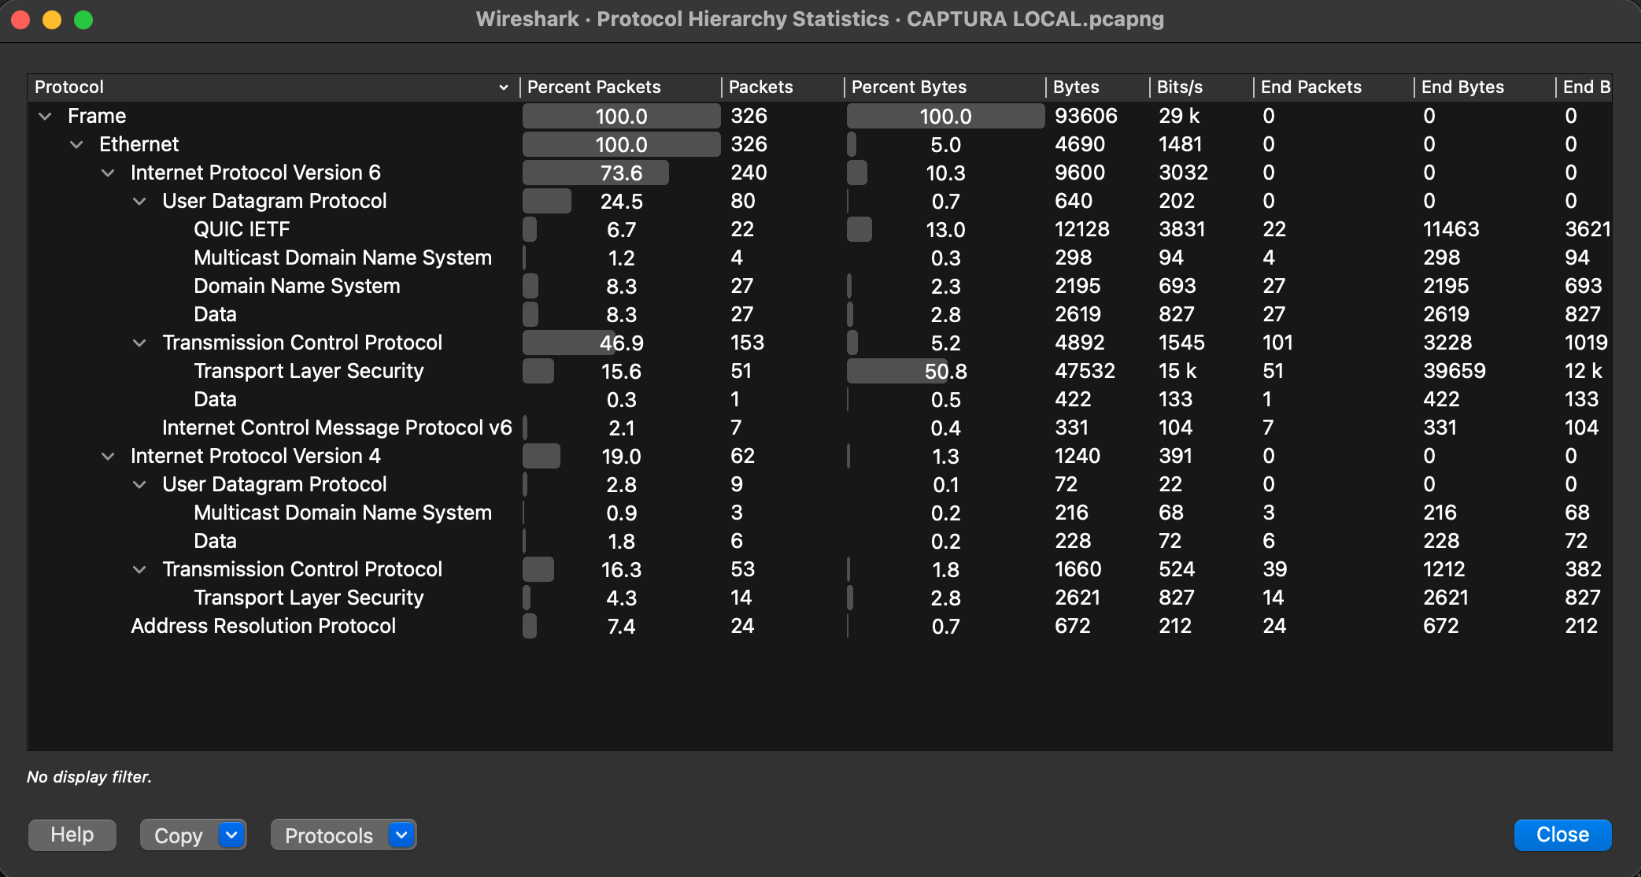 Wireshark · Protocol Hierarchy Statistics · CAPTURA LOCAL.pcapng
Protocol Percent Packets Packets Percent Bytes Bytes Bits/s End Packets End Bytes End B
Frame 100.0 326 100.0 93606 29 k 0 0 0
Ethernet 100.0 326 5.0 4690 1481 0 0 0
Internet Protocol Version 6 73.6 240 10.3 9600 3032 0 0 0
User Datagram Protocol 24.5 80 0.7 640 202 0 0 0
QUIC IETF 6.7 22 13.0 12128 3831 22 11463 3621
Multicast Domain Name System 1.2 4 0.3 298 94 4 298 94
Domain Name System 8.3 27 2.3 2195 693 27 2195 693
Data 8.3 27 2.8 2619 827 27 2619 827
Transmission Control Protocol 46.9 153 5.2 4892 1545 101 3228 1019
Transport Layer Security 15.6 51 50.8 47532 15 k 51 39659 12 k
Data 0.3 1 0.5 422 133 1 422 133
Internet Control Message Protocol v6 2.1 7 0.4 331 104 7 331 104
Internet Protocol Version 4 19.0 62 1.3 1240 391 0 0 0
User Datagram Protocol 2.8 9 0.1 72 22 0 0 0
Multicast Domain Name System 0.9 3 0.2 216 68 3 216 68
Data 1.8 6 0.2 228 72 6 228 72
Transmission Control Protocol 16.3 53 1.8 1660 524 39 1212 382
Transport Layer Security 4.3 14 2.8 2621 827 14 2621 827
Address Resolution Protocol 7.4 24 0.7 672 212 24 672 212
No display filter.
Help Copy Protocols Close